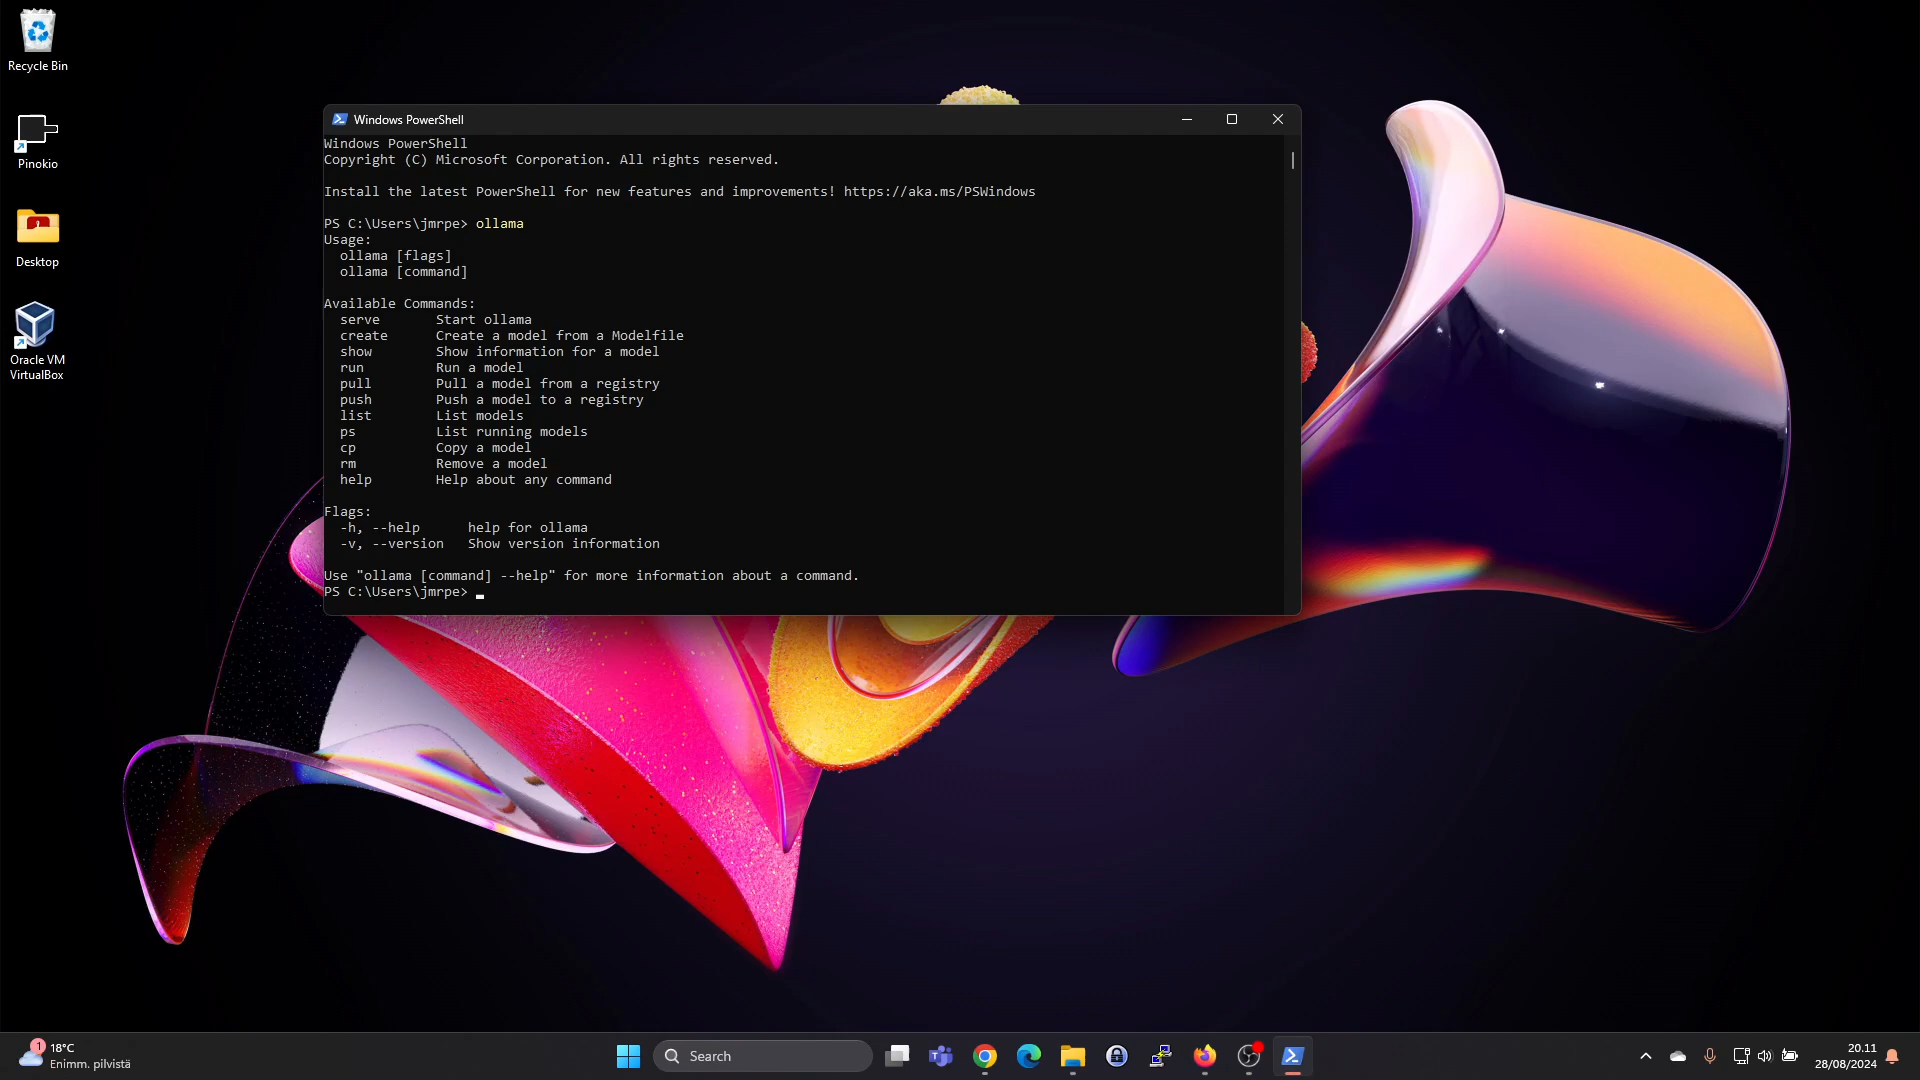 Recycle Bin
Pinokio
Desktop
Oracle VM
VirtualBox
Windows PowerShell
Windows PowerShell
Copyright (C) Microsoft Corporation. All rights reserved.
Install the latest PowerShell for new features and improvements! https://aka.ms/PSWindows
PS C:\Users\jmrpe> ollama
Usage:
  ollama [flags]
  ollama [command]
Available Commands:
  serve       Start ollama
  create      Create a model from a Modelfile
  show        Show information for a model
  run         Run a model
  pull        Pull a model from a registry
  push        Push a model to a registry
  list        List models
  ps          List running models
  cp          Copy a model
  rm          Remove a model
  help        Help about any command
Flags:
  -h, --help      help for ollama
  -v, --version   Show version information
Use "ollama [command] --help" for more information about a command.
PS C:\Users\jmrpe>
1
18°C
Enimm. pilvistä
Search
20.11
28/08/2024